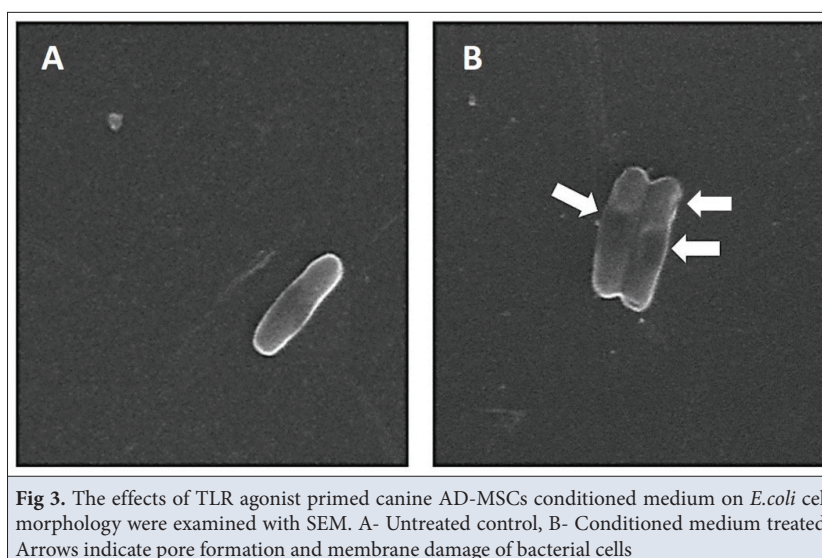 A
B
Fig 3. The effects of TLR agonist primed canine AD-MSCs conditioned medium on E.coli cel
morphology were examined with SEM. A- Untreated control, B- Conditioned medium treated
Arrows indicate pore formation and membrane damage of bacterial cells